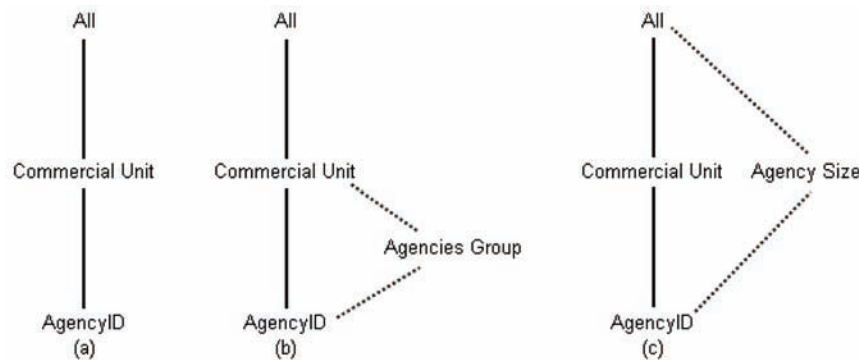 All All All
Commercial Unit Commercial Unit Commercial Unit Agency Size
Agencies Group
AgencyID AgencyID AgencyID
(a) (b) (c)